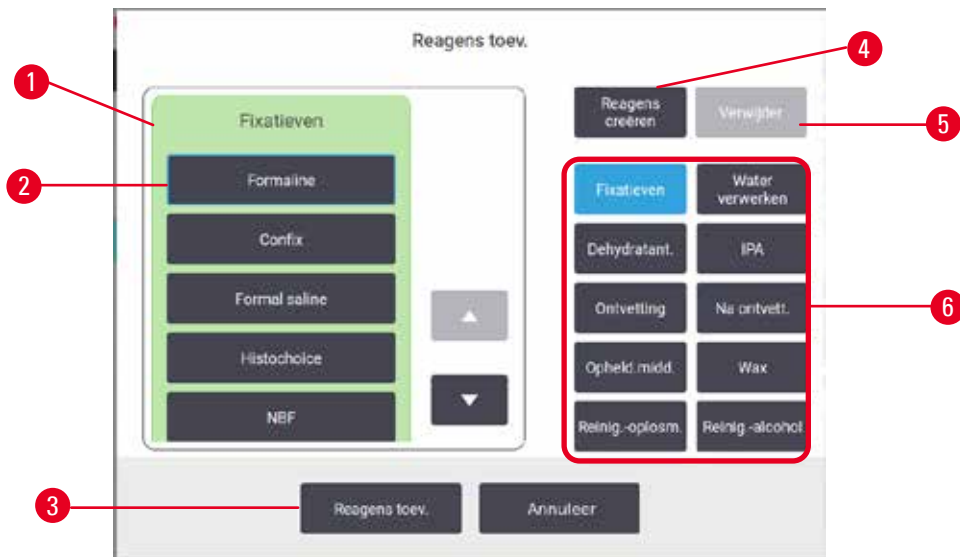 Reagens toev.
4
1
Reagens
creëren
Verwijder
5
Fixatieven
2
Formaline
Fixatieven
Water
verwerken
Confix
Dehydratant.
IPA
Formal saline
Ontvetting
Na ontvett.
6
Histochoice
Opheld.midd.
Wax
NBF
Reinig.-oplosm.
Reinig.-alcohol
3
Reagens toev.
Annuleer